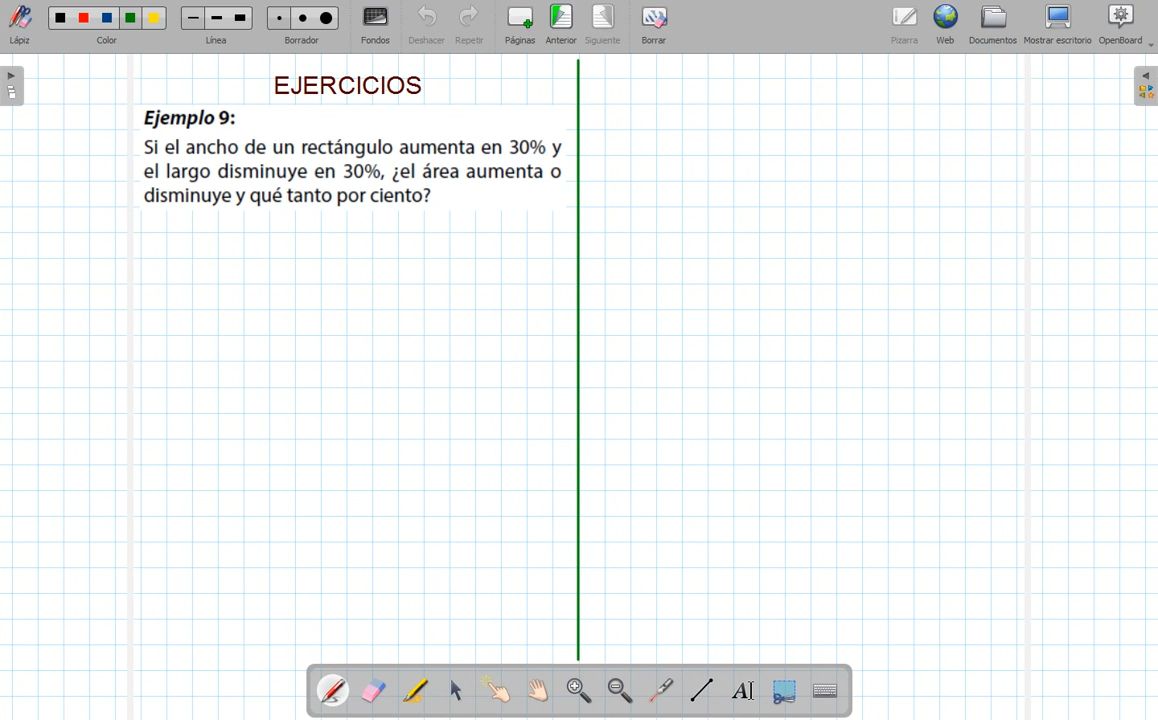 Lápiz Color Línea Borrador Fondos Deshacer Repetir Páginas Anterior Siguiente Borrar Pizarra Web Documentos Mostrar escritorio OpenBoard
EJERCICIOS
Ejemplo 9:
Si el ancho de un rectángulo aumenta en 30% y
el largo disminuye en 30%, ¿el área aumenta o
disminuye y qué tanto por ciento?